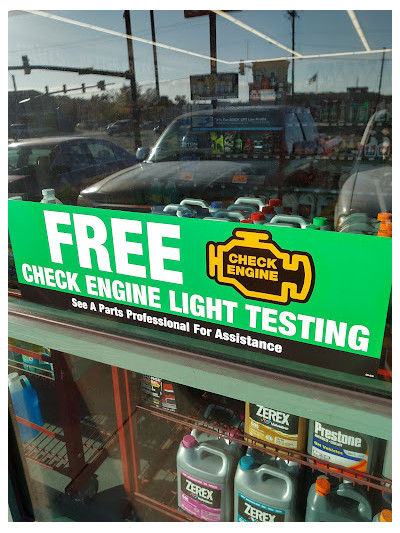 FREE
CHECK
ENGINE
CHECK ENGINE LIGHT TESTING
See A Parts Professional For Assistance
ZEREX
Prestone
ZEREX
ZEREX